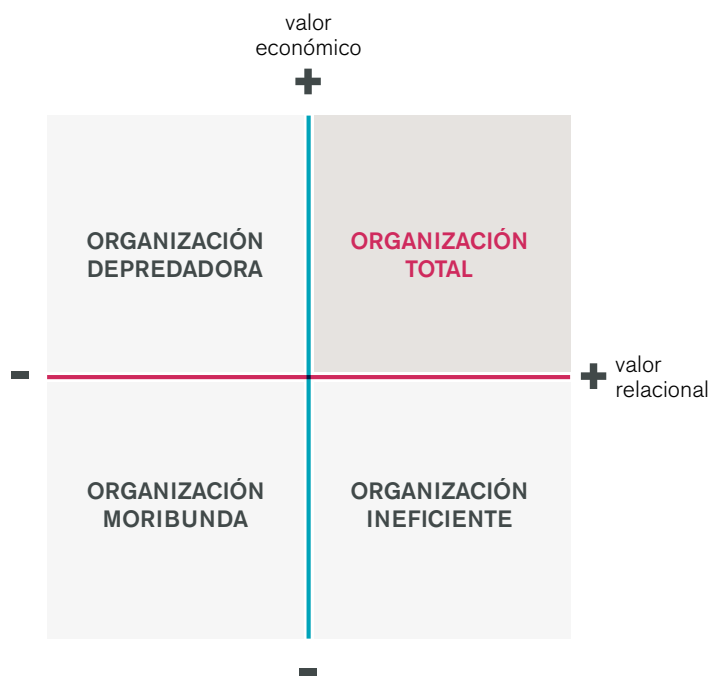 valor
económico
+
ORGANIZACIÓN
DEPREDADORA
ORGANIZACIÓN
TOTAL
-
+
valor
relacional
ORGANIZACIÓN
MORIBUNDA
ORGANIZACIÓN
INEFICIENTE
-